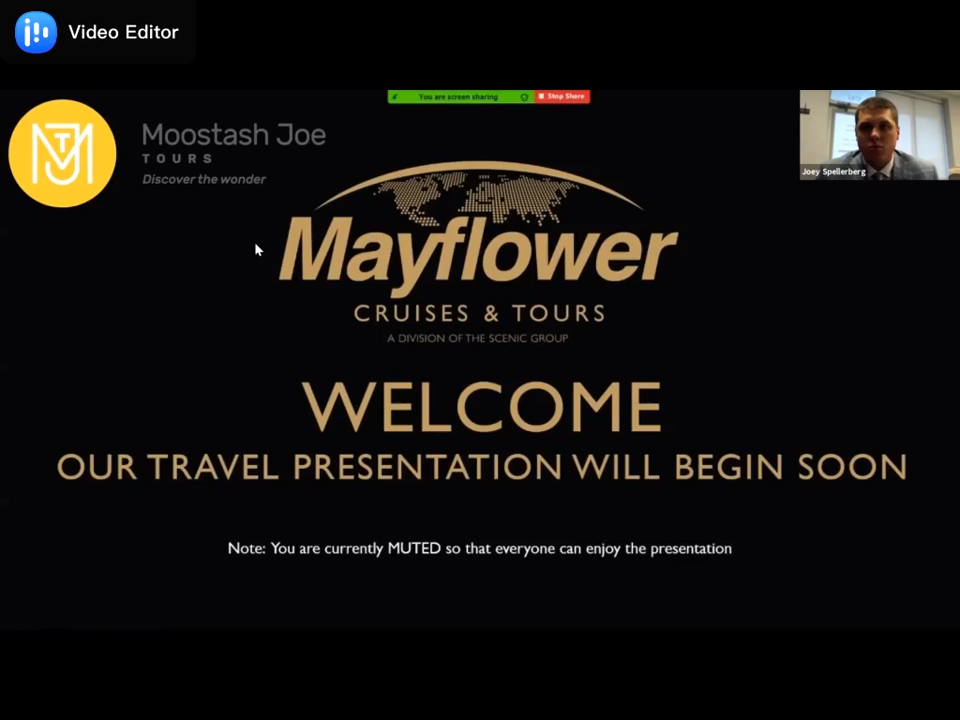 Video Editor
You are screen sharing
Stop Share
MJT
Moostash Joe
TOURS
Discover the wonder
Joey Spellerberg
Mayflower
CRUISES & TOURS
A DIVISION OF THE SCENIC GROUP
WELCOME
OUR TRAVEL PRESENTATION WILL BEGIN SOON
Note: You are currently MUTED so that everyone can enjoy the presentation